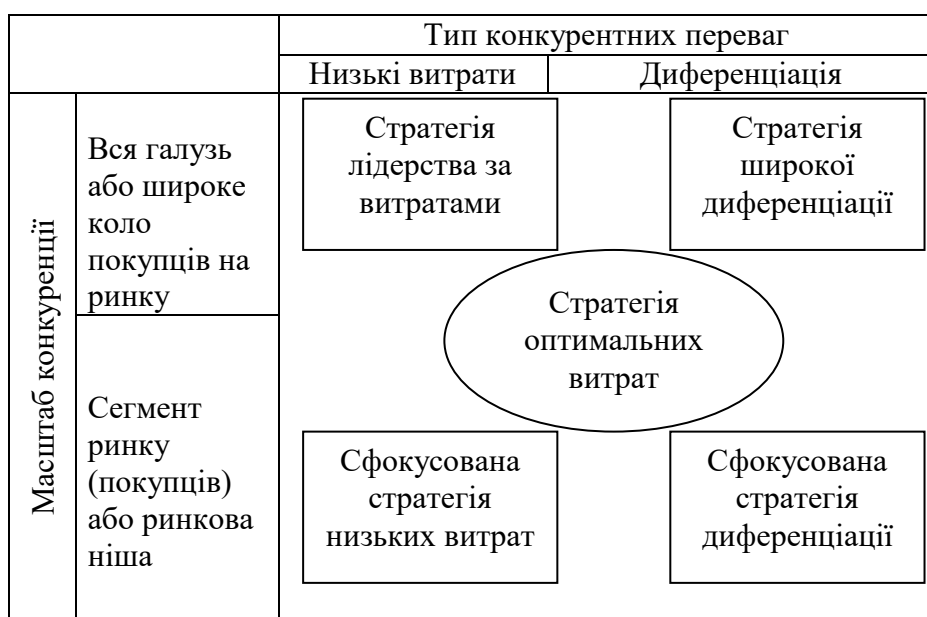 Тип конкурентних переваг
Низькі витрати
Диференціація
Масштаб конкуренції
Вся галузь
або широке
коло
покупців на
ринку
Стратегія
лідерства за
витратами
Стратегія
широкої
диференціації
Стратегія
оптимальних
витрат
Сегмент
ринку
(покупців)
або ринкова
ніша
Сфокусована
стратегія
низьких витрат
Сфокусована
стратегія
диференціації